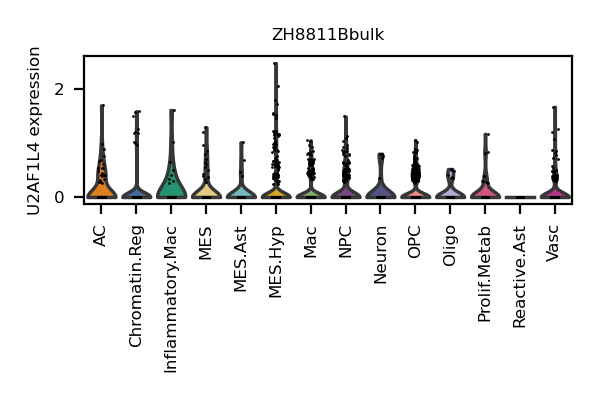 ZH8811Bbulk
U2AF1L4 expression
2
0
AC
Chromatin.Reg
Inflammatory.Mac
MES
MES.Ast
MES.Hyp
Mac
NPC
Neuron
OPC
Oligo
Prolif.Metab
Reactive.Ast
Vasc